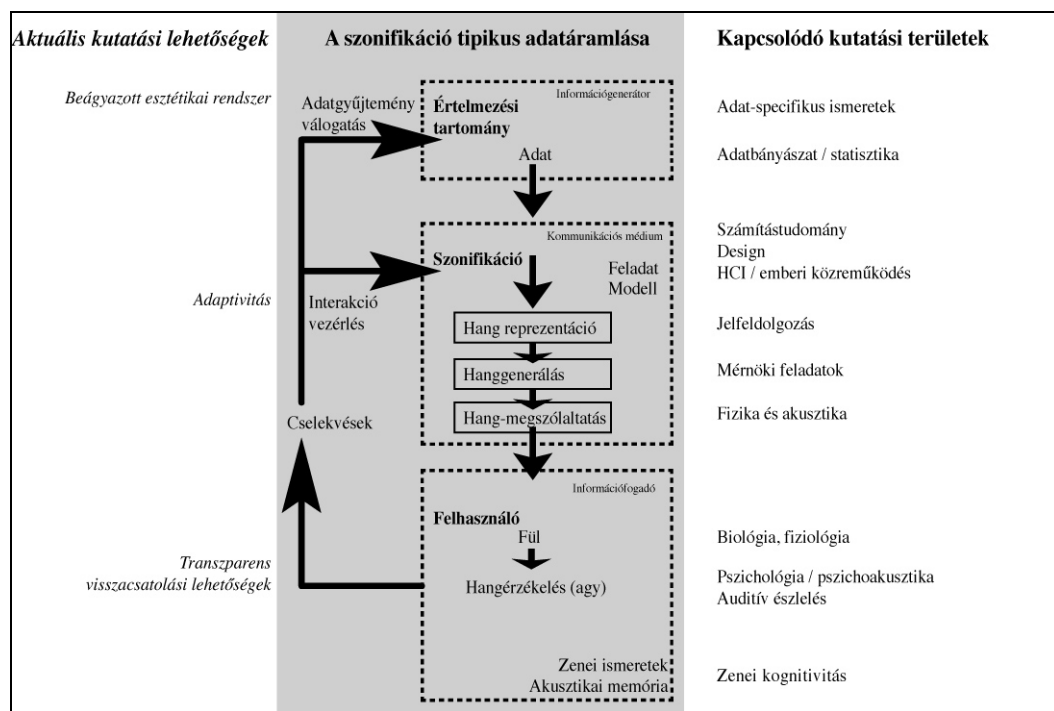 Aktuális kutatási lehetőségek
A szonifikáció tipikus adatáramlása
Kapcsolódó kutatási területek
Beágyazott esztétikai rendszer
Adatgyűjtemény
válogatás
Információgenerátor
Értelmezési
tartomány
Adat
Adat-specifikus ismeretek
Adatbányászat / statisztika
Kommunikációs médium
Szonifikáció
Feladat
Modell
Számítástudomány
Design
HCI / emberi közreműködés
Adaptivitás
Interakció
vezérlés
Hang reprezentáció
Jelfeldolgozás
Hanggenerálás
Mérnöki feladatok
Hang-megszólaltatás
Fizika és akusztika
Cselekvések
Információfogadó
Felhasználó
Fül
Biológia, fiziológia
Transzparens
visszacsatolási lehetőségek
Hangérzékelés (agy)
Pszichológia / pszichoakusztika
Auditív észlelés
Zenei ismeretek
Akusztikai memória
Zenei kognitivitás